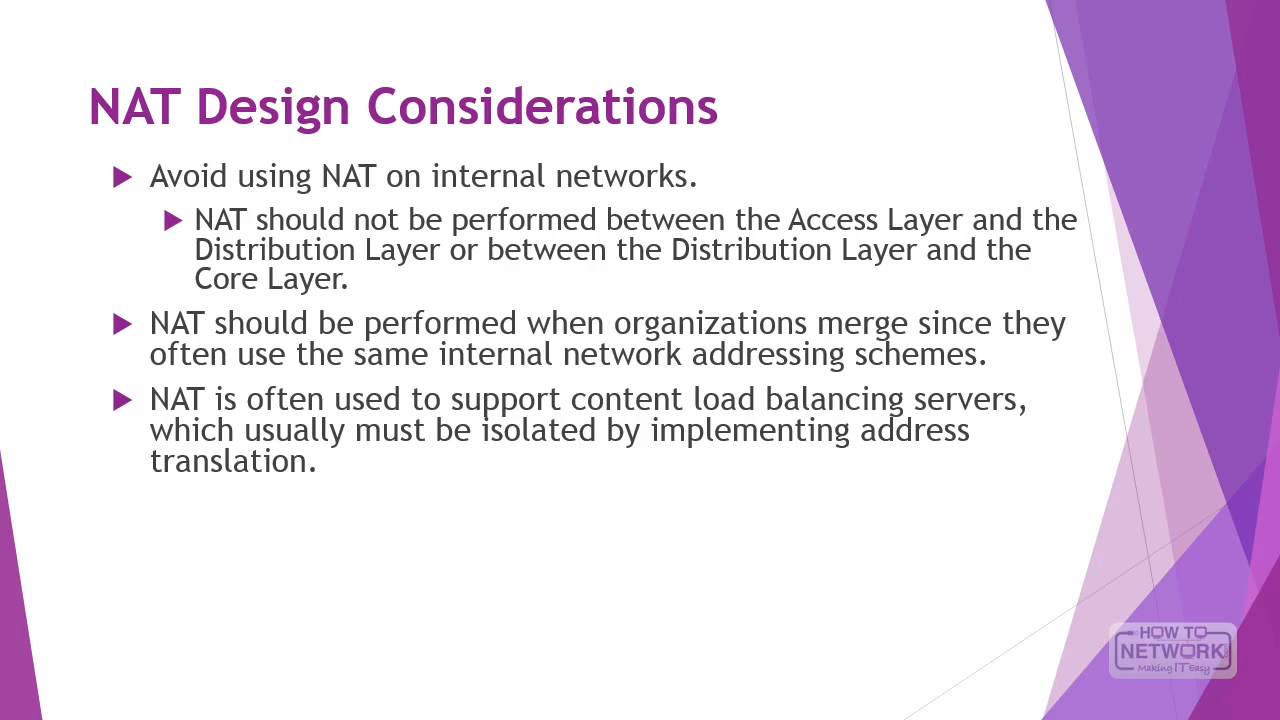 NAT Design Considerations
Avoid using NAT on internal networks.
NAT should not be performed between the Access Layer and the
Distribution Layer or between the Distribution Layer and the
Core Layer.
NAT should be performed when organizations merge since they
often use the same internal network addressing schemes.
NAT is often used to support content load balancing servers,
which usually must be isolated by implementing address
translation.
HOW TO
NETWORK
Making IT Easy